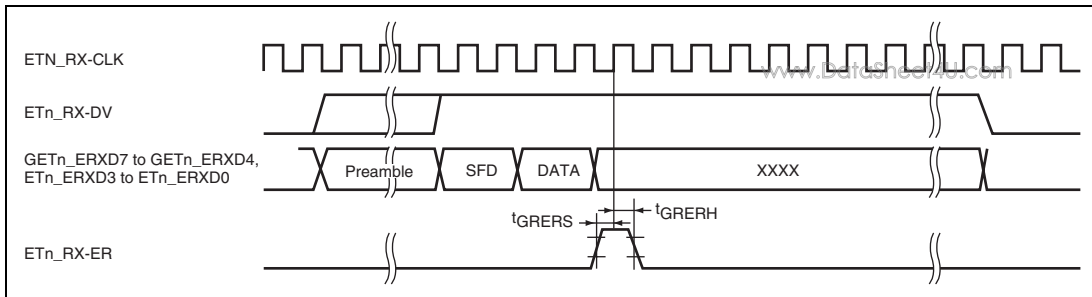 ETN_RX-CLK
www.DataSheet4U.com
ETn_RX-DV
GETn_ERXD7 to GETn_ERXD4,
ETn_ERXD3 to ETn_ERXD0
Preamble
SFD
DATA
XXXX
tGRERS
tGRERH
ETn_RX-ER